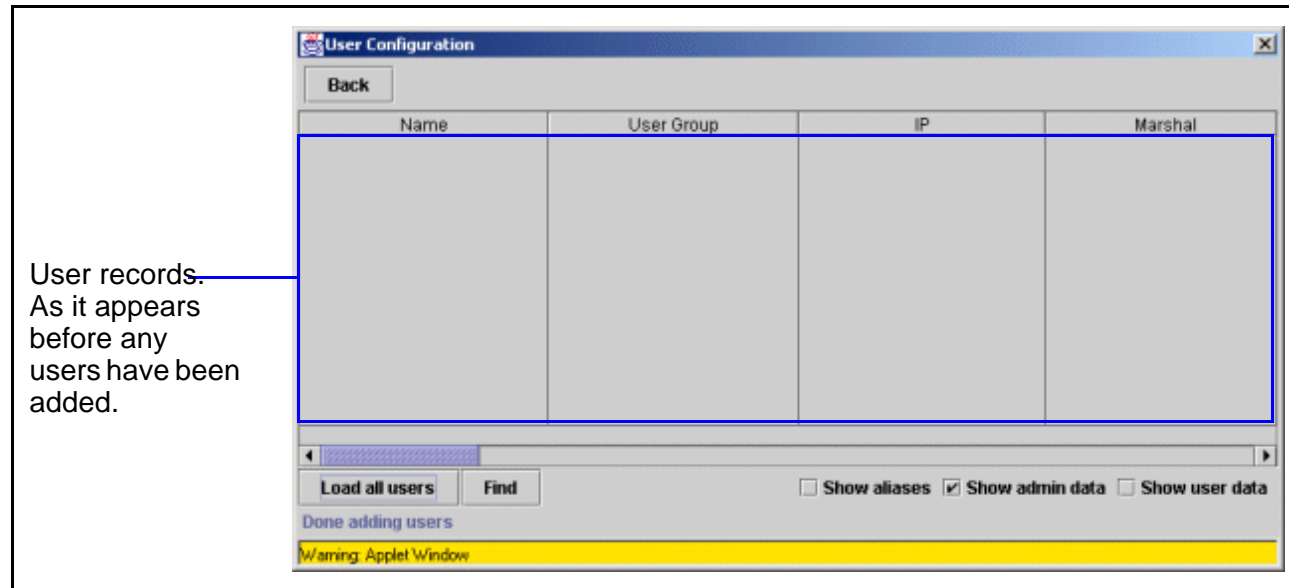 User Configuration
Back
Name User Group IP Marshal
User records.
As it appears
before any
users have been
added.
Load all users Find Show aliases Show admin data Show user data
Done adding users
Warning: Applet Window